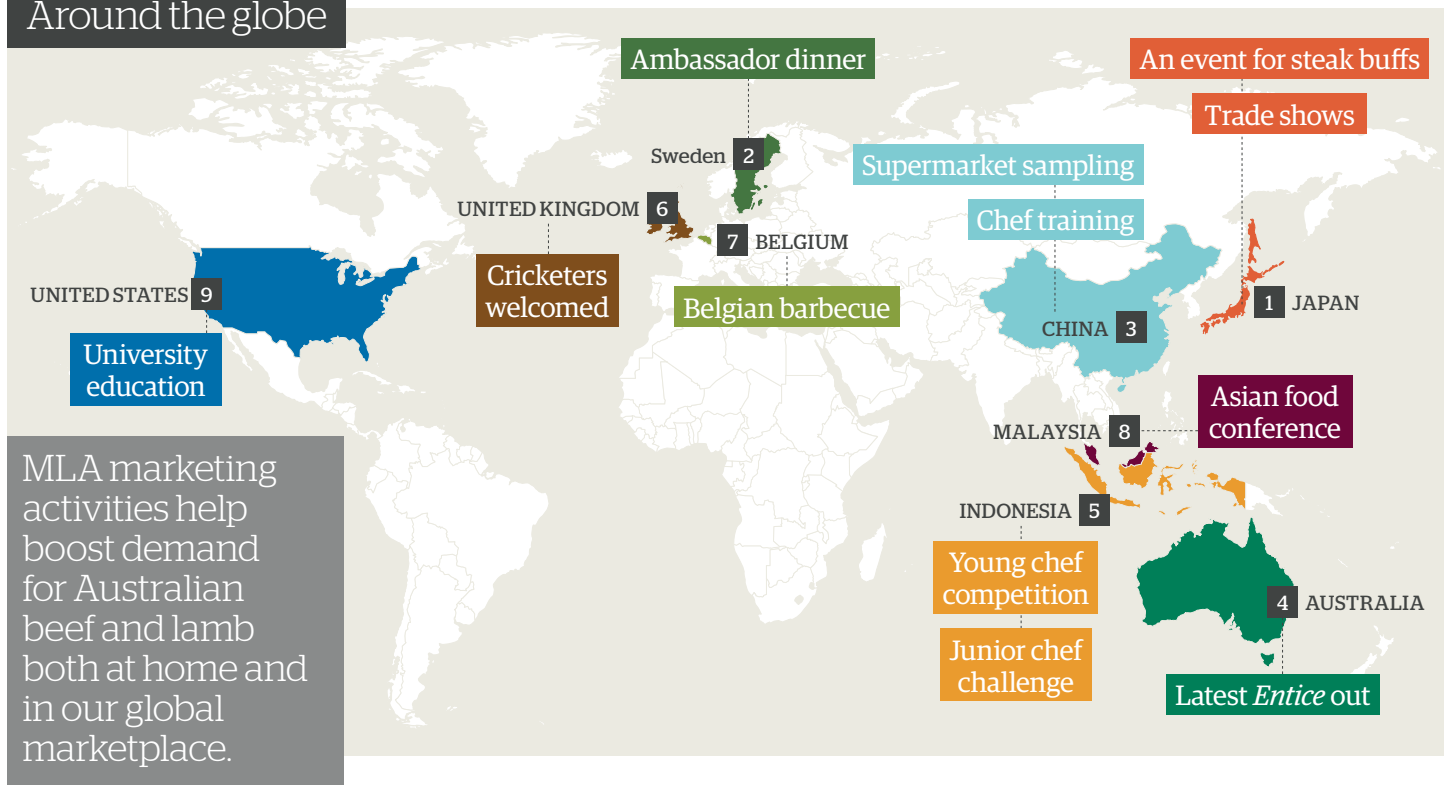 Around the globe
Ambassador dinner
An event for steak buffs
Trade shows
Sweden 2
Supermarket sampling
UNITED KINGDOM 6
Chef training
7 BELGIUM
Cricketers
welcomed
Belgian barbecue
UNITED STATES 9
1 JAPAN
CHINA 3
University
education
Asian food
conference
MALAYSIA 8
MLA marketing
activities help
boost demand
for Australian
beef and lamb
both at home and
in our global
marketplace.
INDONESIA 5
Young chef
competition
4 AUSTRALIA
Junior chef
challenge
Latest Entice out